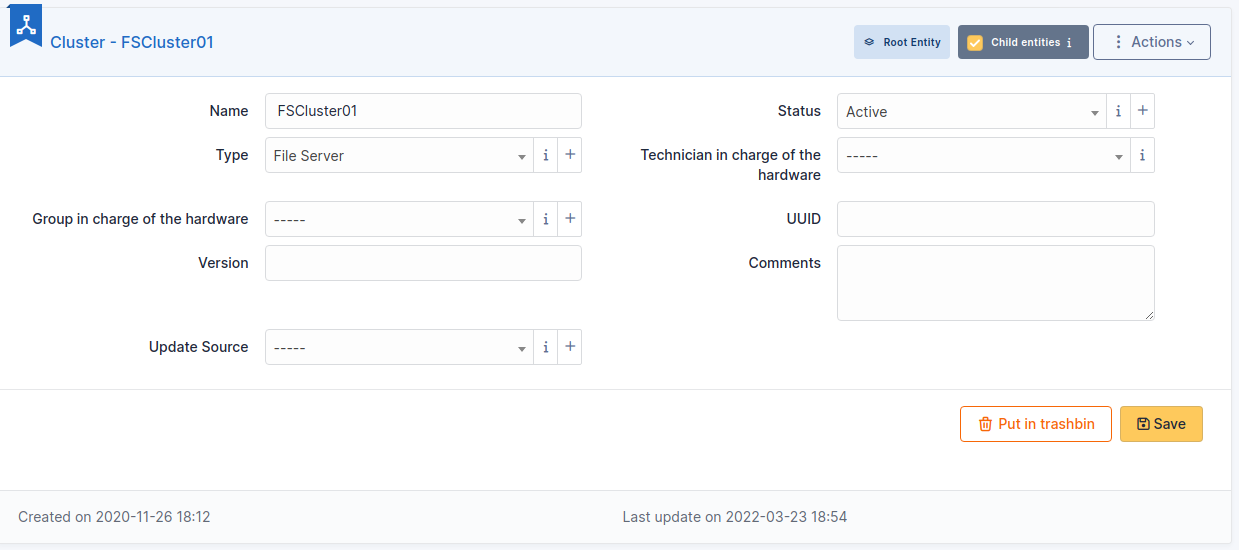 Cluster - FSCluster01
Root Entity
Child entities i
Actions
Name
FSCluster01
Status
Active
i +
Type
File Server
i +
Technician in charge of the
hardware
-----
i
Group in charge of the hardware
-----
i +
UUID
Version
Comments
Update Source
-----
i +
Put in trashbin
Save
Created on 2020-11-26 18:12
Last update on 2022-03-23 18:54